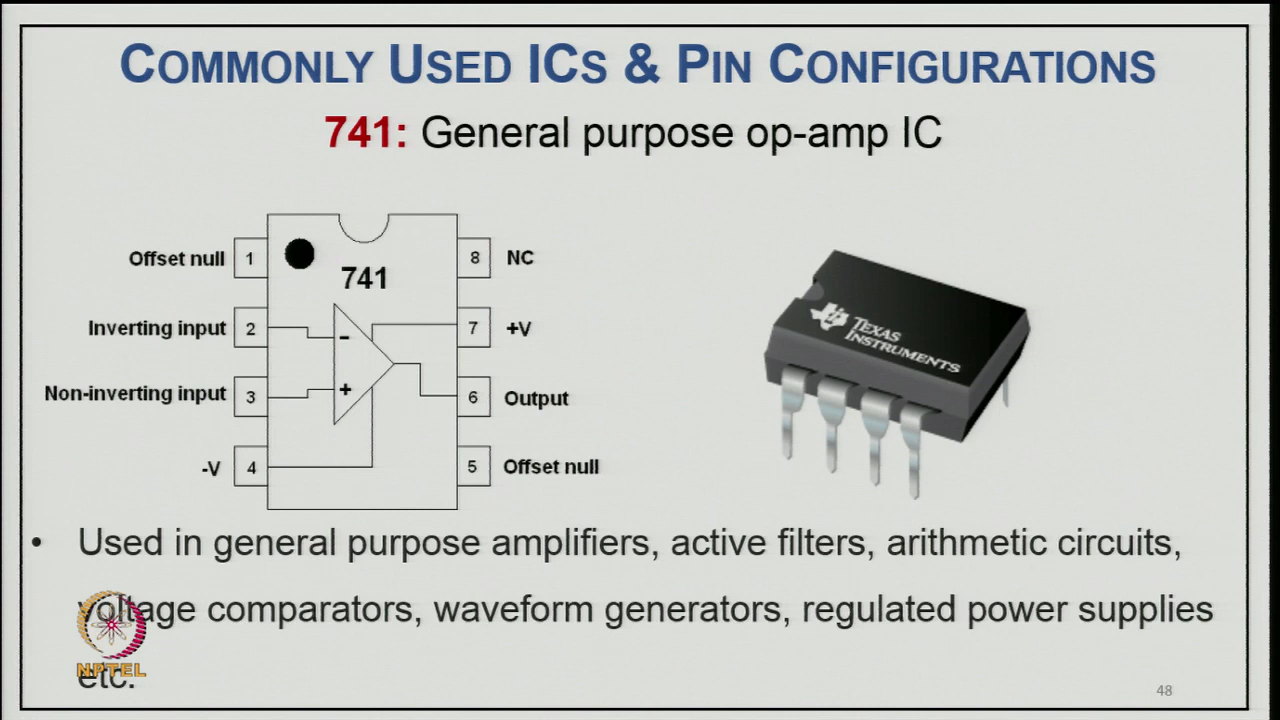 COMMONLY USED ICS & PIN CONFIGURATIONS
741: General purpose op-amp IC
Offset null 1
8 NC
741
Inverting input 2
-
7 +V
Non-inverting input 3
+
6 Output
-V 4
5 Offset null
TEXAS
INSTRUMENTS
• Used in general purpose amplifiers, active filters, arithmetic circuits,
voltage comparators, waveform generators, regulated power supplies
etc.
NPTEL
48